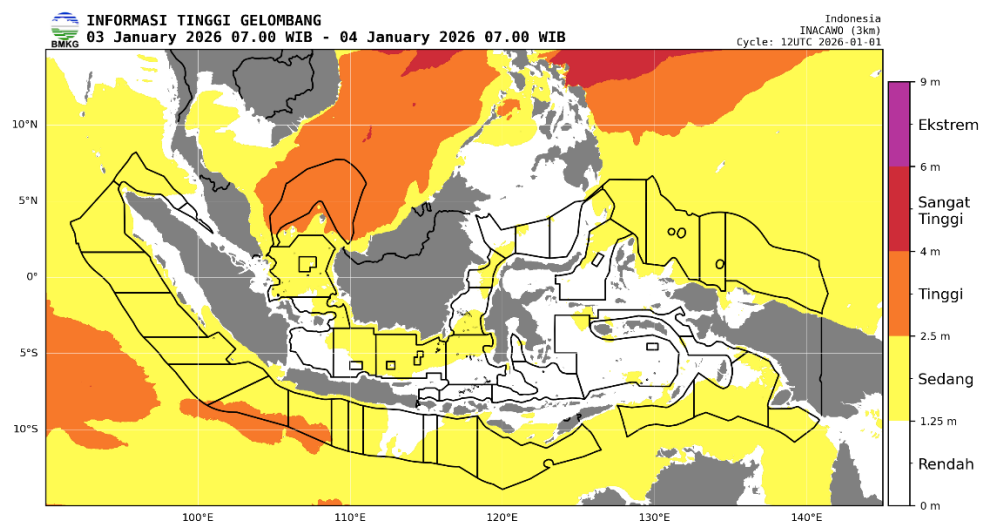 BMKG
INFORMASI TINGGI GELOMBANG
03 January 2026 07.00 WIB - 04 January 2026 07.00 WIB
Indonesia
INACAWO (3km)
Cycle: 12UTC 2026-01-01
10°N
5°N
0°
5°S
10°S
100°E
110°E
120°E
130°E
140°E
9 m
Ekstrem
6 m
Sangat
Tinggi
4 m
Tinggi
2.5 m
Sedang
1.25 m
Rendah
0 m